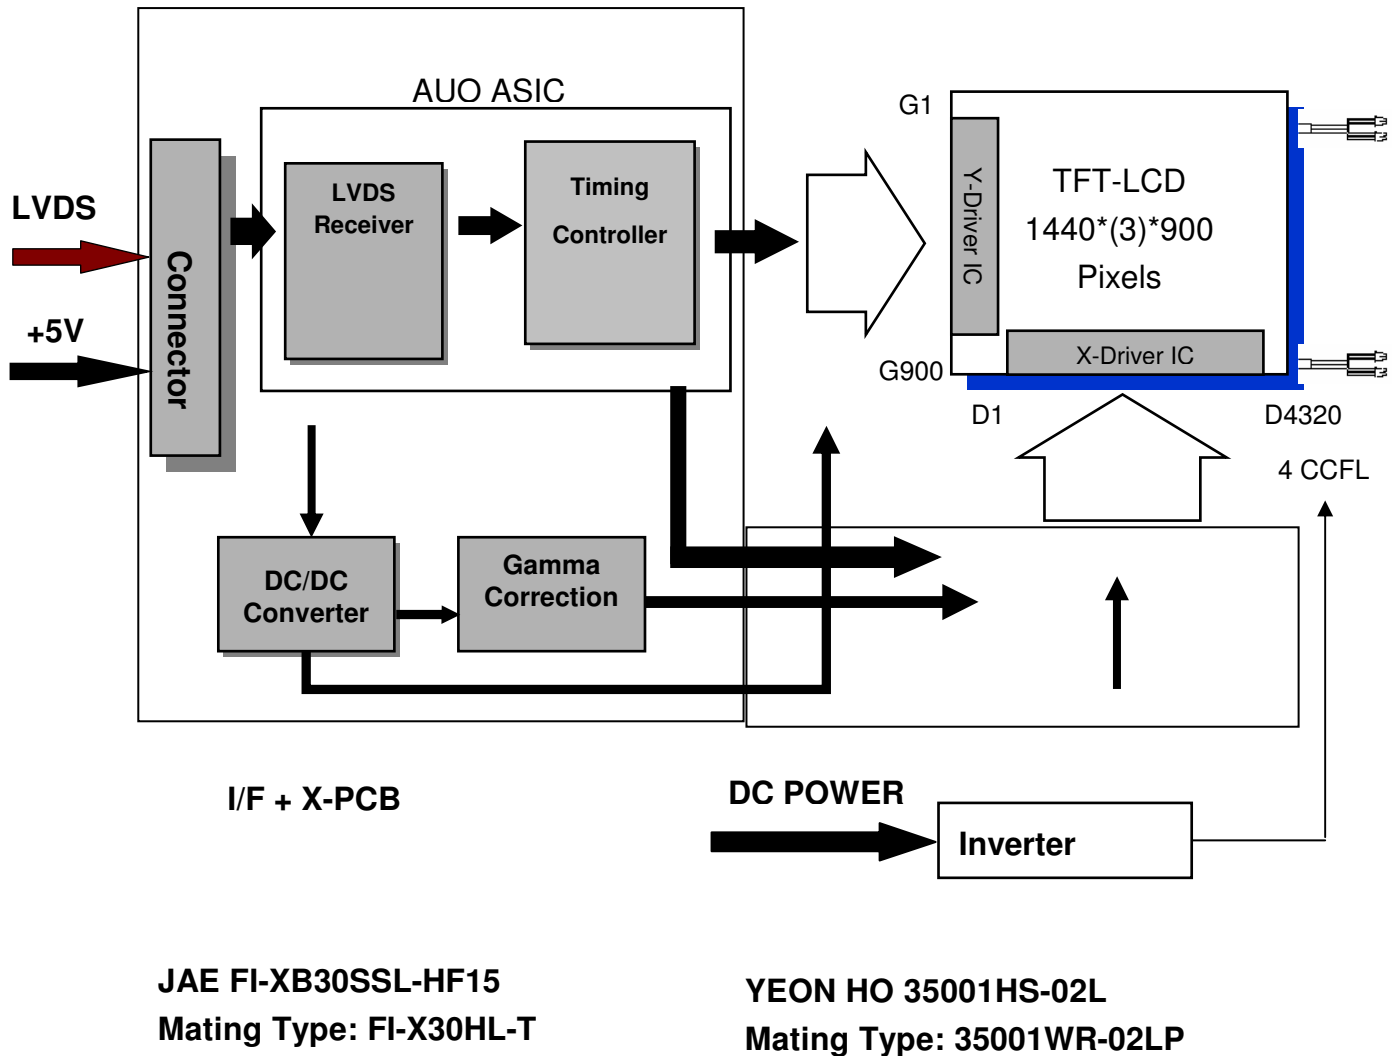 AUO ASIC
LVDS
+5V
Connector
LVDS
Receiver
Timing
Controller
G1
G900
Y-Driver IC
TFT-LCD
1440*(3)*900
Pixels
X-Driver IC
D1
D4320
4 CCFL
DC/DC
Converter
Gamma
Correction
I/F + X-PCB
DC POWER
Inverter
JAE FI-XB30SSL-HF15
Mating Type: FI-X30HL-T
YEON HO 35001HS-02L
Mating Type: 35001WR-02LP